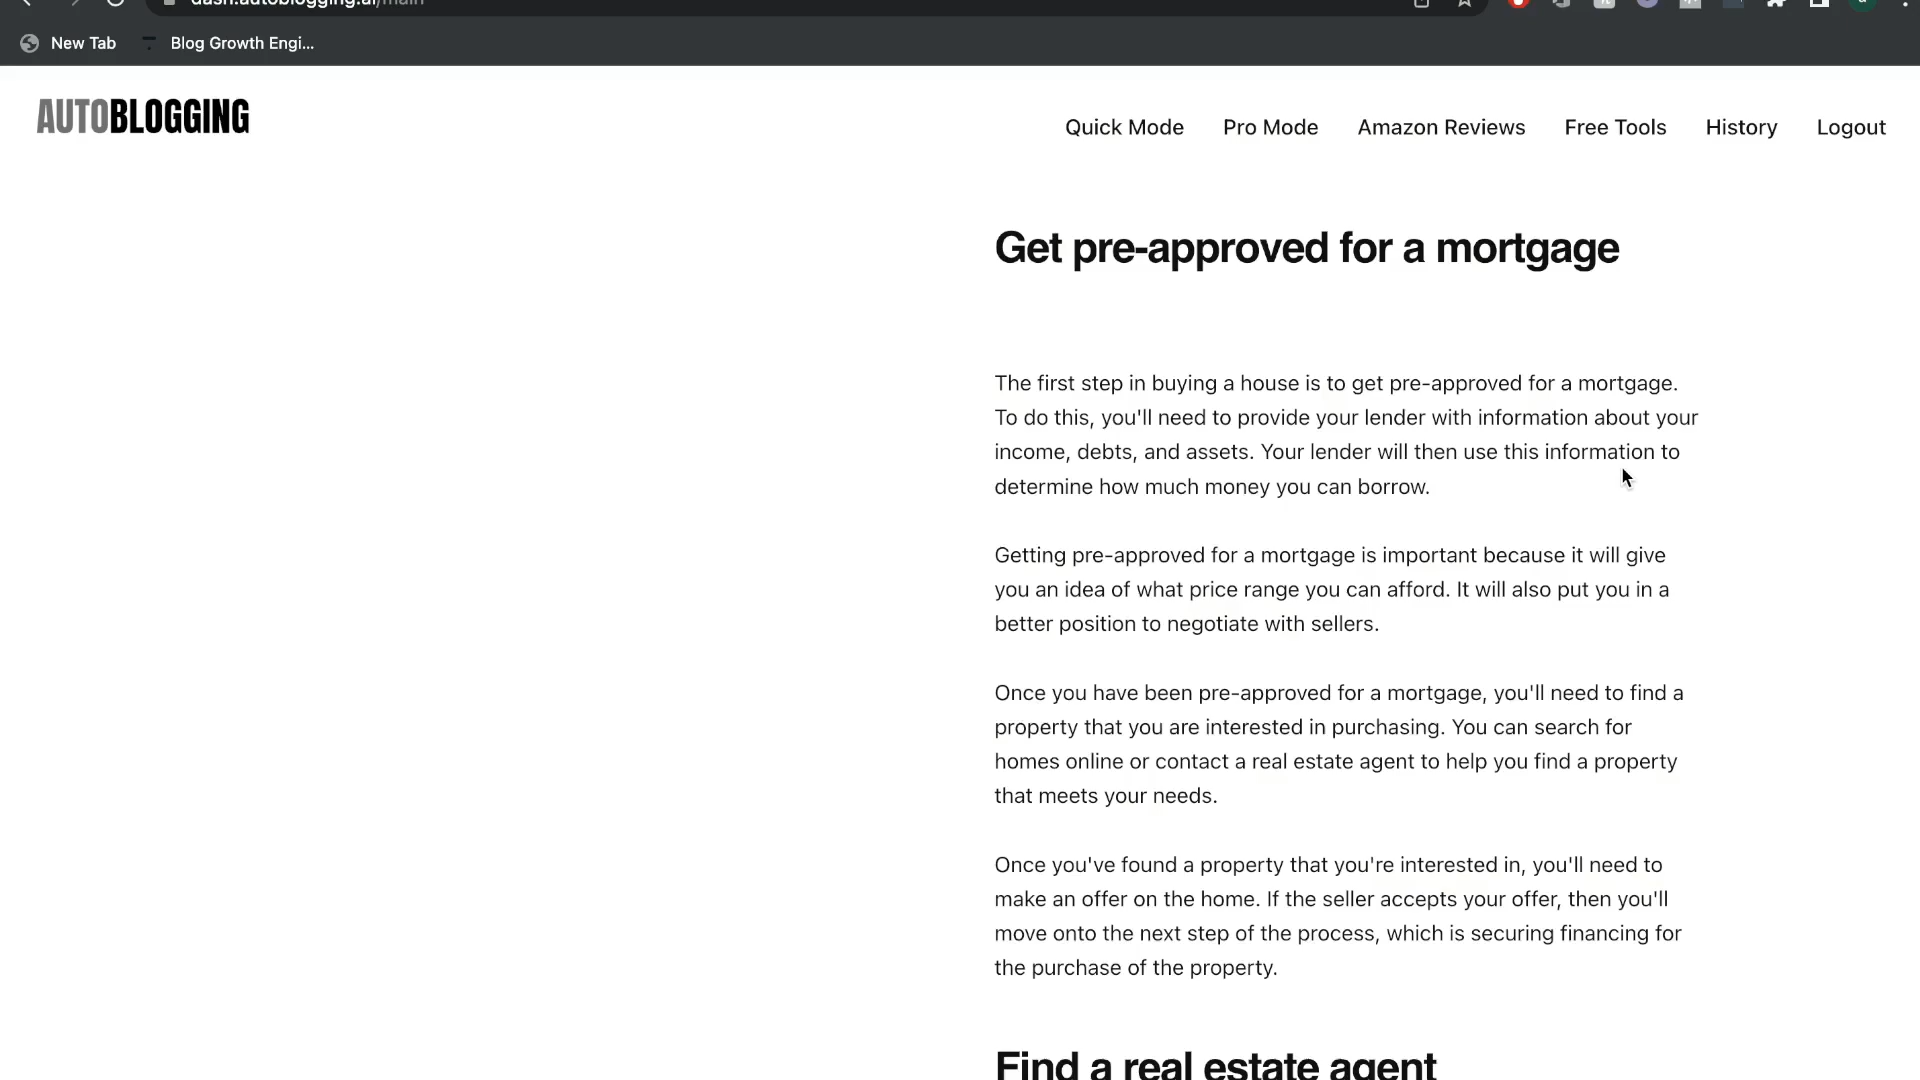 dash.autoblogging.ai/main
New Tab
Blog Growth Engi...
AUTOBLOGGING
Quick Mode
Pro Mode
Amazon Reviews
Free Tools
History
Logout
Get pre-approved for a mortgage
The first step in buying a house is to get pre-approved for a mortgage.
To do this, you'll need to provide your lender with information about your
income, debts, and assets. Your lender will then use this information to
determine how much money you can borrow.
Getting pre-approved for a mortgage is important because it will give
you an idea of what price range you can afford. It will also put you in a
better position to negotiate with sellers.
Once you have been pre-approved for a mortgage, you'll need to find a
property that you are interested in purchasing. You can search for
homes online or contact a real estate agent to help you find a property
that meets your needs.
Once you've found a property that you're interested in, you'll need to
make an offer on the home. If the seller accepts your offer, then you'll
move onto the next step of the process, which is securing financing for
the purchase of the property.
Find a real estate agent